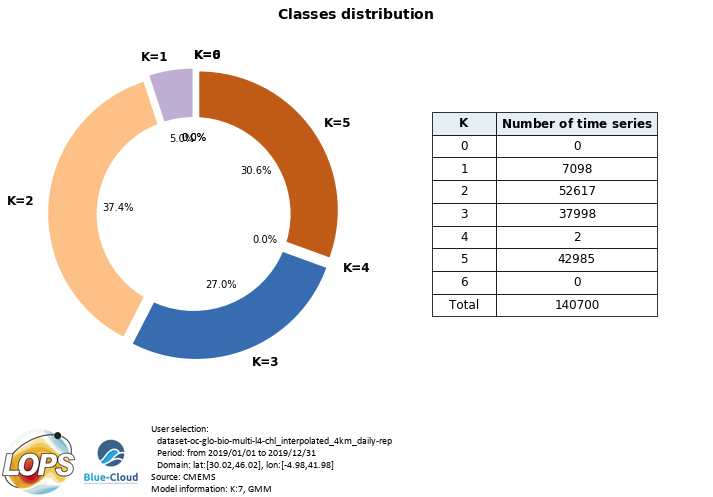 Classes distribution
K=1
K=0
K=6
K=5
K=2
K=4
K=3
5.0%
0.0%
0.0%
30.6%
37.4%
0.0%
27.0%
K Number of time series
0 0
1 7098
2 52617
3 37998
4 2
5 42985
6 0
Total 140700
LOPS
Blue-Cloud
User selection:
dataset-oc-glo-bio-multi-l4-chl_interpolated_4km_daily-rep
Period: from 2019/01/01 to 2019/12/31
Domain: lat:[30.02,46.02], lon:[-4.98,41.98]
Source: CMEMS
Model information: K:7, GMM